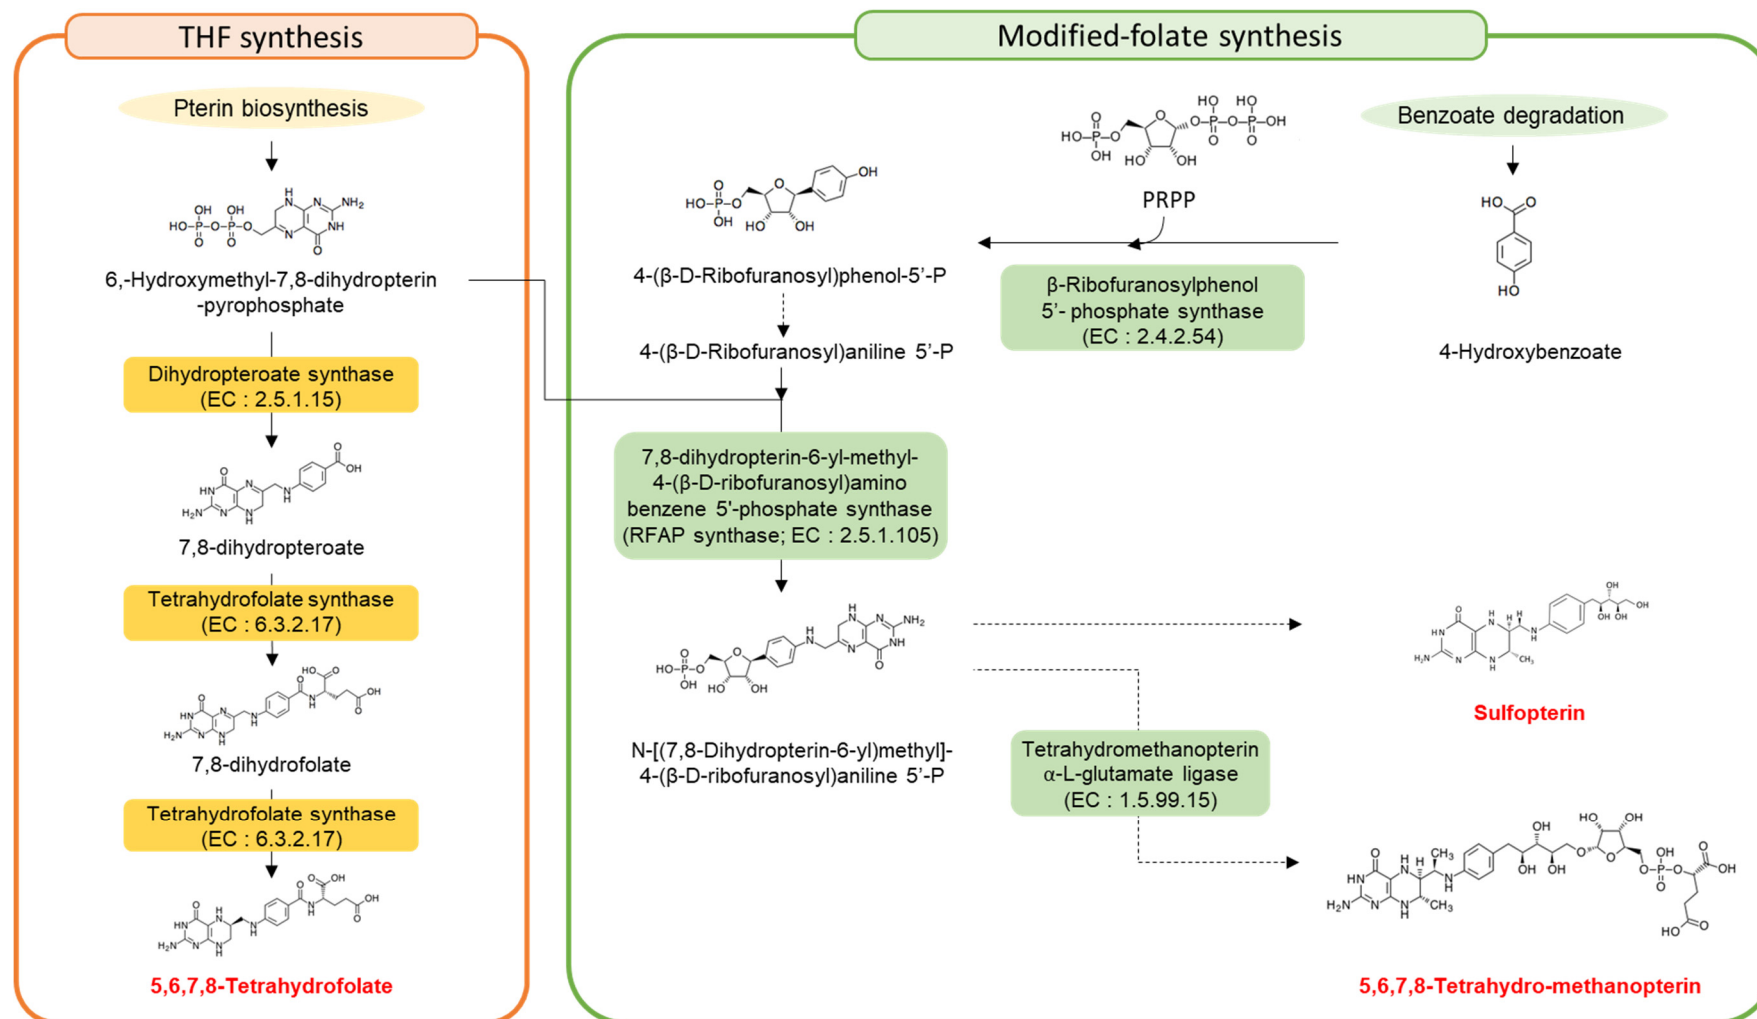 THF synthesis
Pterin biosynthesis
6,-Hydroxymethyl-7,8-dihydropterin
-pyrophosphate
Dihydropteroate synthase
(EC : 2.5.1.15)
7,8-dihydropteroate
Tetrahydrofolate synthase
(EC : 6.3.2.17)
7,8-dihydrofolate
Tetrahydrofolate synthase
(EC : 6.3.2.17)
5,6,7,8-Tetrahydrofolate
Modified-folate synthesis
Benzoate degradation
4-Hydroxybenzoate
PRPP
β-Ribofuranosylphenol
5’- phosphate synthase
(EC : 2.4.2.54)
4-(β-D-Ribofuranosyl)phenol-5’-P
4-(β-D-Ribofuranosyl)aniline 5’-P
7,8-dihydropterin-6-yl-methyl-
4-(β-D-ribofuranosyl)amino
benzene 5'-phosphate synthase
(RFAP synthase; EC : 2.5.1.105)
N-[(7,8-Dihydropterin-6-yl)methyl]-
4-(β-D-ribofuranosyl)aniline 5’-P
Sulfopterin
Tetrahydromethanopterin
α-L-glutamate ligase
(EC : 1.5.99.15)
5,6,7,8-Tetrahydro-methanopterin